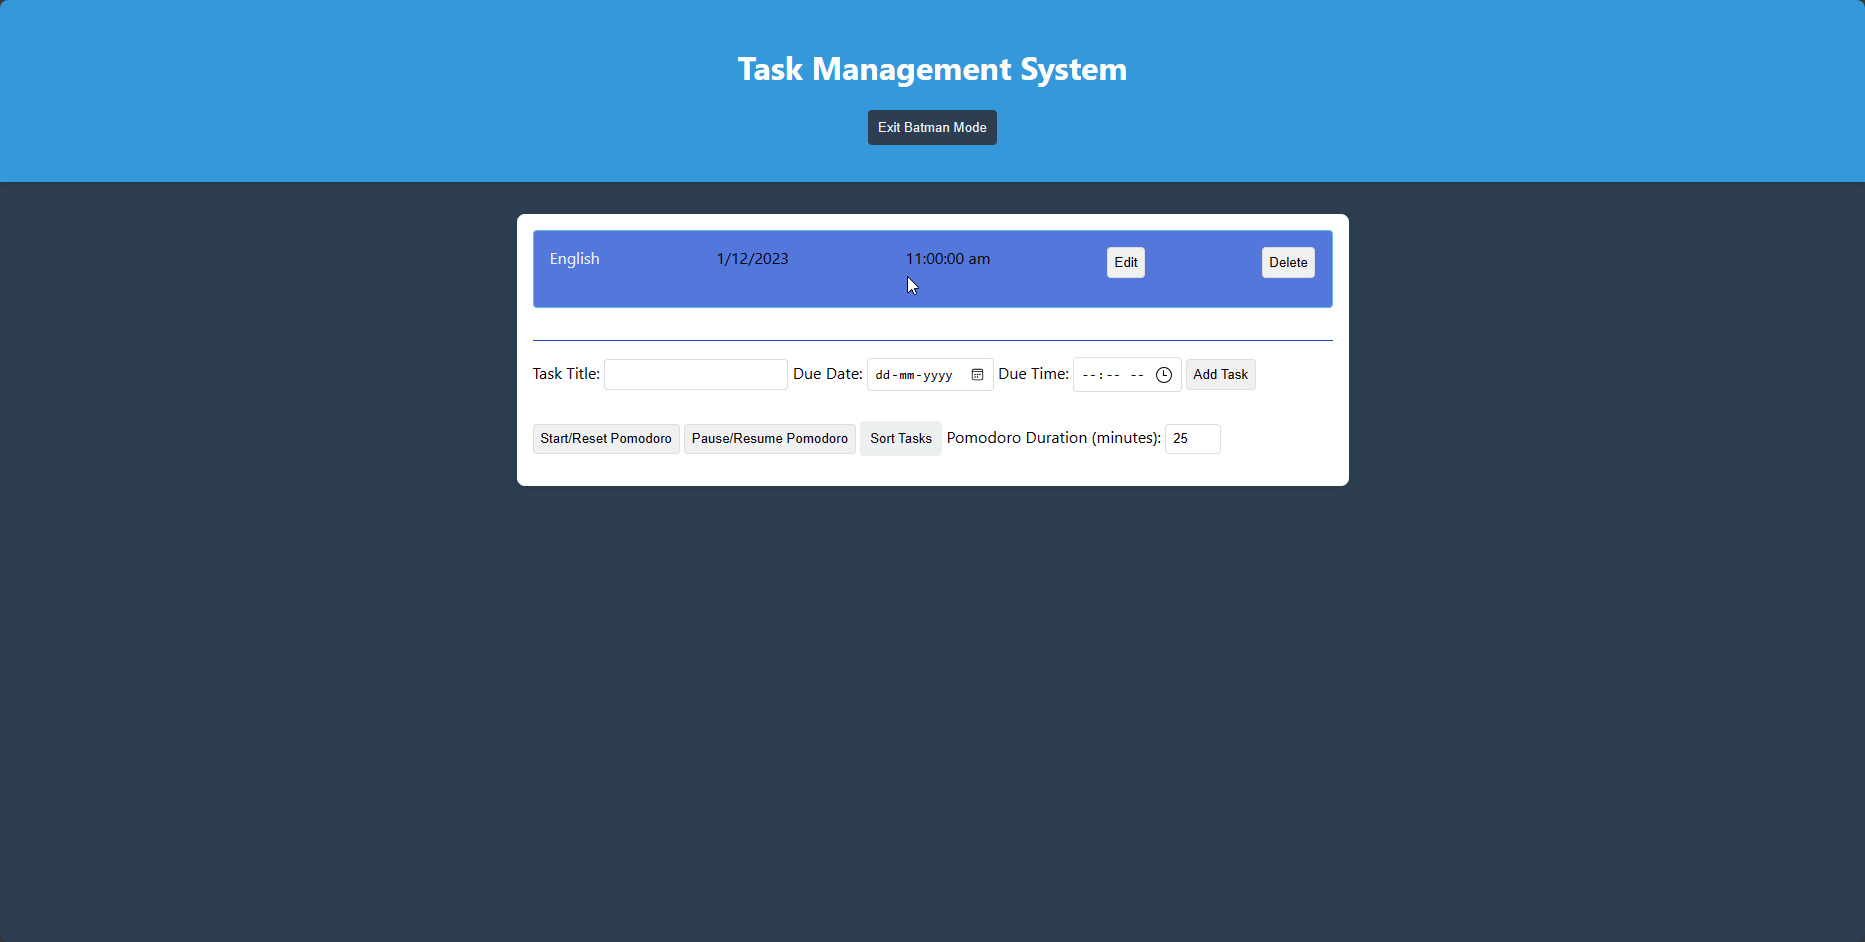 Task Management System
Exit Batman Mode
English 1/12/2023 11:00:00 am Edit Delete
Task Title: Due Date: dd-mm-yyyy Due Time: --:-- -- Add Task
Start/Reset Pomodoro Pause/Resume Pomodoro Sort Tasks Pomodoro Duration (minutes): 25